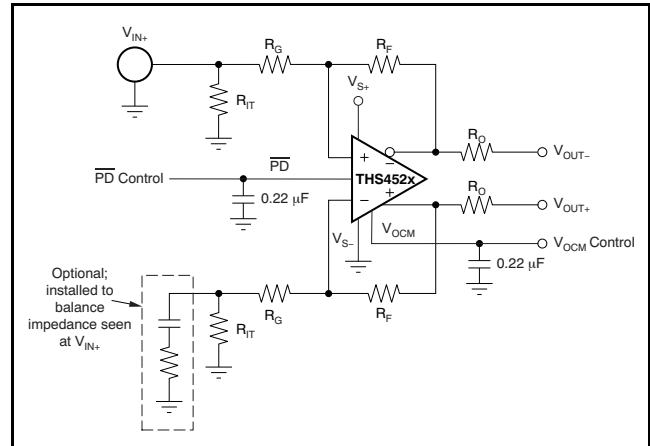 V_IN+
R_G
R_F
V_S+
R_IT
R_O
V_OUT–
PD Control
PD
+
–
THS452x
–
+
R_O
V_OUT+
0.22 µF
V_S–
V_OCM
V_OCM Control
0.22 µF
Optional;
installed to
balance
impedance seen
at V_IN+
R_IT
R_G
R_F